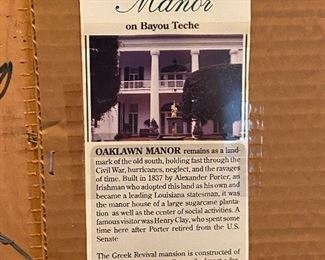 Manor
on Bayou Teche
OAKLAWN MANOR remains as a land-
mark of the old south, holding fast through the
Civil War, hurricanes, neglect, and the ravages
of time. Built in 1837 by Alexander Porter, an
Irishman who adopted this land as his own and
became a leading Louisiana statesman, it was
the manor house of a large sugarcane planta-
tion as well as the center of social activities. A
famous visitor was Henry Clay, who spent some
time here after Porter retired from the U.S.
Senate
The Greek Revival mansion is constructed of